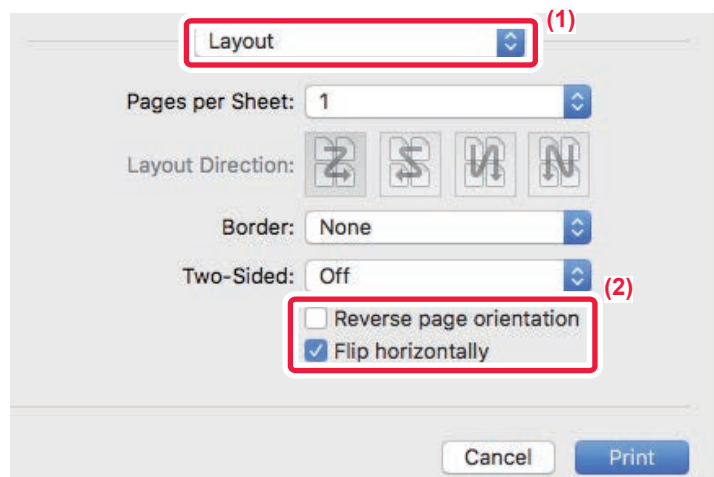 (1)
Layout
Pages per Sheet: 1
Layout Direction:
Border: None
Two-Sided: Off
(2)
Reverse page orientation
Flip horizontally
Cancel Print